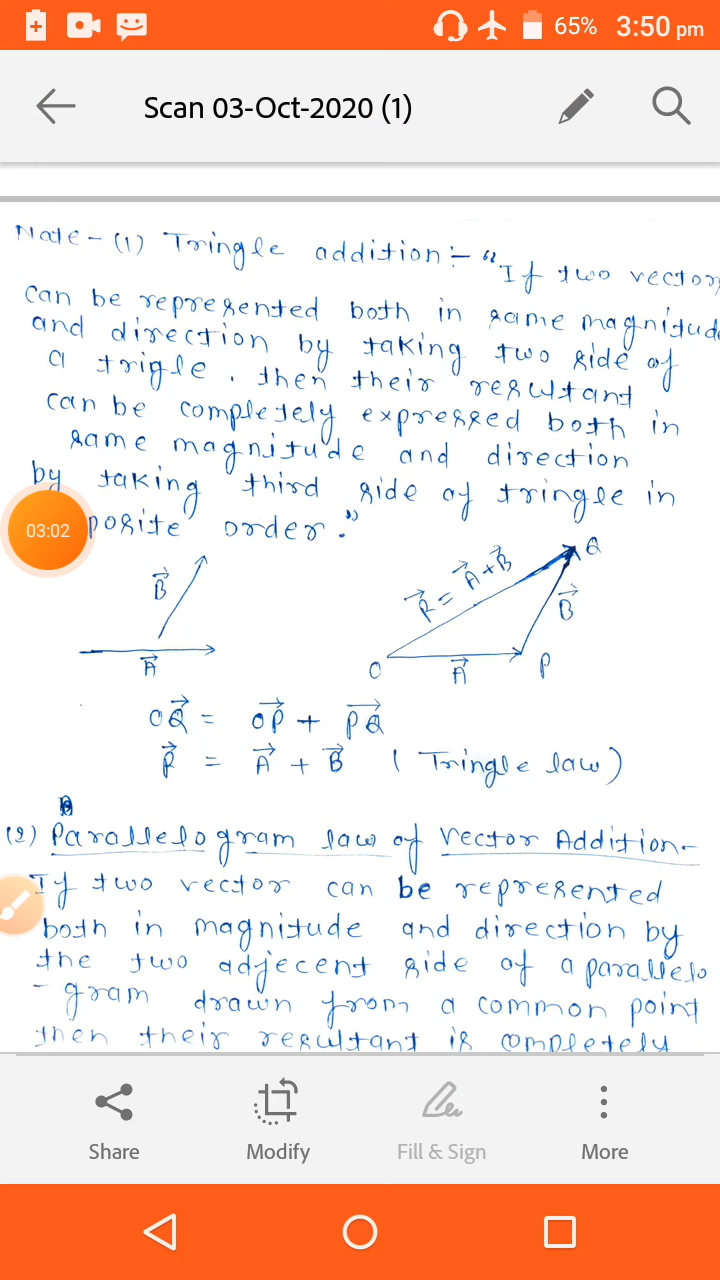 65% 3:50 pm
Scan 03-Oct-2020 (1)
Note - (1) Tringle addition :- "If two vectors
can be represented both in same magnitude
and direction by taking two side of
a trigle. then their resultant
can be completely expressed both in
same magnitude and direction
by taking third side of tringle in
03:02 posite order."
B⃗
A⃗
R⃗ = A⃗ + B⃗
Q
B⃗
O
A⃗
P
OQ⃗ = OP⃗ + PQ⃗
R⃗ = A⃗ + B⃗ ( Tringle law)
(2) Parallelogram law of Vector Addition-
If two vector can be represented
both in magnitude and direction by
the two adjecent side of a parallelo
-gram drawn from a common point
then their resultant is completely
Share Modify Fill & Sign More